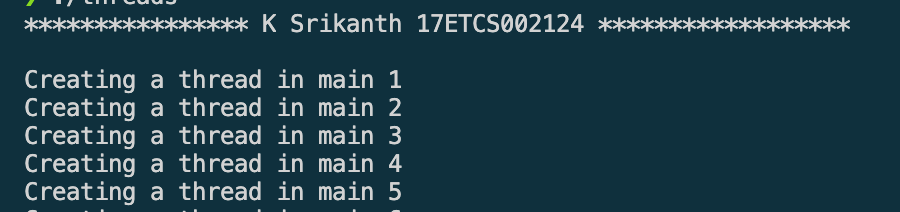 ./threads
**************** K Srikanth 17ETCS002124 ******************
Creating a thread in main 1
Creating a thread in main 2
Creating a thread in main 3
Creating a thread in main 4
Creating a thread in main 5